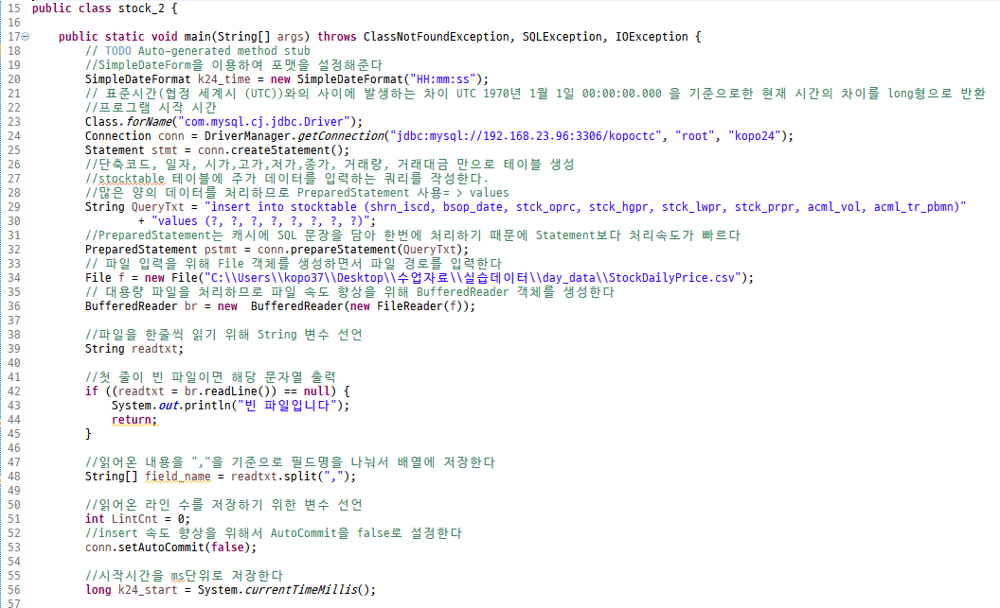 15 public class stock_2 {
16
17 public static void main(String[] args) throws ClassNotFoundException, SQLException, IOException {
18 // TODO Auto-generated method stub
19 //SimpleDateForm을 이용하여 포맷을 설정해준다
20 SimpleDateFormat k24_time = new SimpleDateFormat("HH:mm:ss");
21 // 표준시간(협정 세계시 (UTC))와의 사이에 발생하는 차이 UTC 1970년 1월 1일 00:00:00.000 을 기준으로한 현재 시간의 차이를 long형으로 반환
22 //프로그램 시작 시간
23 Class.forName("com.mysql.cj.jdbc.Driver");
24 Connection conn = DriverManager.getConnection("jdbc:mysql://192.168.23.96:3306/kopoctc", "root", "kopo24");
25 Statement stmt = conn.createStatement();
26 //단축코드, 일자, 시가,고가,저가,종가, 거래량, 거래대금 만으로 테이블 생성
27 //stocktable 테이블에 주가 데이터를 입력하는 쿼리를 작성한다.
28 //많은 양의 데이터를 처리하므로 PreparedStatement 사용= > values
29 String QueryTxt = "insert into stocktable (shrn_iscd, bsop_date, stck_oprc, stck_hgpr, stck_lwpr, stck_prpr, acml_vol, acml_tr_pbmn)"
30 + "values (?, ?, ?, ?, ?, ?, ?, ?)";
31 //PreparedStatement는 캐시에 SQL 문장을 담아 한번에 처리하기 때문에 Statement보다 처리속도가 빠르다
32 PreparedStatement pstmt = conn.prepareStatement(QueryTxt);
33 // 파일 입력을 위해 File 객체를 생성하면서 파일 경로를 입력한다
34 File f = new File("C:\\Users\\kopo37\\Desktop\\수업자료\\실습데이터\\day_data\\StockDailyPrice.csv");
35 // 대용량 파일을 처리하므로 파일 속도 향상을 위해 BufferedReader 객체를 생성한다
36 BufferedReader br = new  BufferedReader(new FileReader(f));
37
38 //파일을 한줄씩 읽기 위해 String 변수 선언
39 String readtxt;
40
41 //첫 줄이 빈 파일이면 해당 문자열 출력
42 if ((readtxt = br.readLine()) == null) {
43 System.out.println("빈 파일입니다");
44 return;
45 }
46
47 //읽어온 내용을 ","을 기준으로 필드명을 나눠서 배열에 저장한다
48 String[] field_name = readtxt.split(",");
49
50 //읽어온 라인 수를 저장하기 위한 변수 선언
51 int LintCnt = 0;
52 //insert 속도 향상을 위해서 AutoCommit을 false로 설정한다
53 conn.setAutoCommit(false);
54
55 //시작시간을 ms단위로 저장한다
56 long k24_start = System.currentTimeMillis();
57